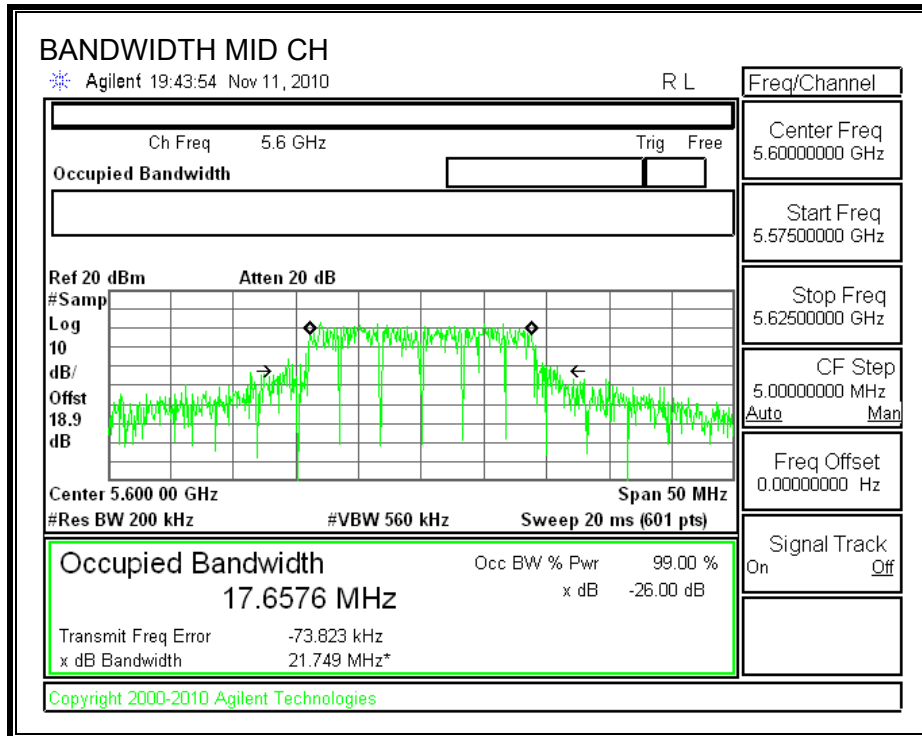 BANDWIDTH MID CH
Agilent 19:43:54 Nov 11, 2010 R L
Freq/Channel
Ch Freq 5.6 GHz Trig Free
Occupied Bandwidth
Center Freq
5.60000000 GHz
Start Freq
5.57500000 GHz
Stop Freq
5.62500000 GHz
CF Step
5.00000000 MHz
Auto Man
Freq Offset
0.00000000 Hz
Signal Track
On Off
Ref 20 dBm Atten 20 dB
#Samp
Log
10
dB/
Offst
18.9
dB
Center 5.600 00 GHz Span 50 MHz
#Res BW 200 kHz #VBW 560 kHz Sweep 20 ms (601 pts)
Occupied Bandwidth Occ BW % Pwr 99.00 %
17.6576 MHz x dB -26.00 dB
Transmit Freq Error -73.823 kHz
x dB Bandwidth 21.749 MHz*
Copyright 2000-2010 Agilent Technologies